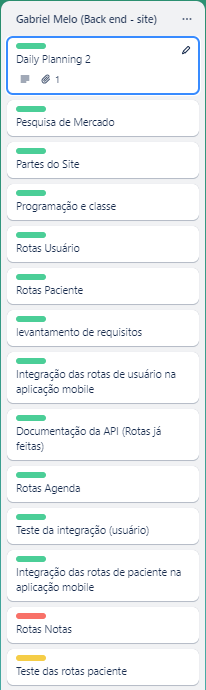 Gabriel Melo (Back end - site)
Daily Planning 2
1
Pesquisa de Mercado
Partes do Site
Programação e classe
Rotas Usuário
Rotas Paciente
levantamento de requisitos
Integração das rotas de usuário na
aplicação mobile
Documentação da API (Rotas já
feitas)
Rotas Agenda
Teste da integração (usuário)
Integração das rotas de paciente na
aplicação mobile
Rotas Notas
Teste das rotas paciente